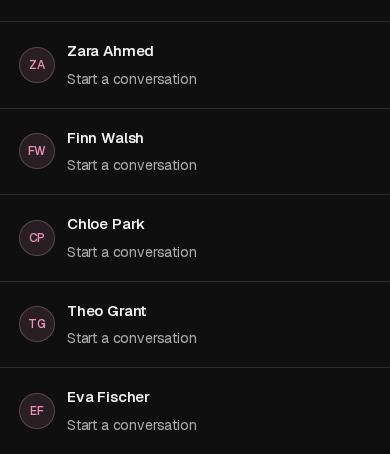 Zara Ahmed
ZA
Start a conversation
Finn Walsh
FW
Start a conversation
Chloe Park
CP
Start a conversation
Theo Grant
TG
Start a conversation
Eva Fischer
EF
Start a conversation